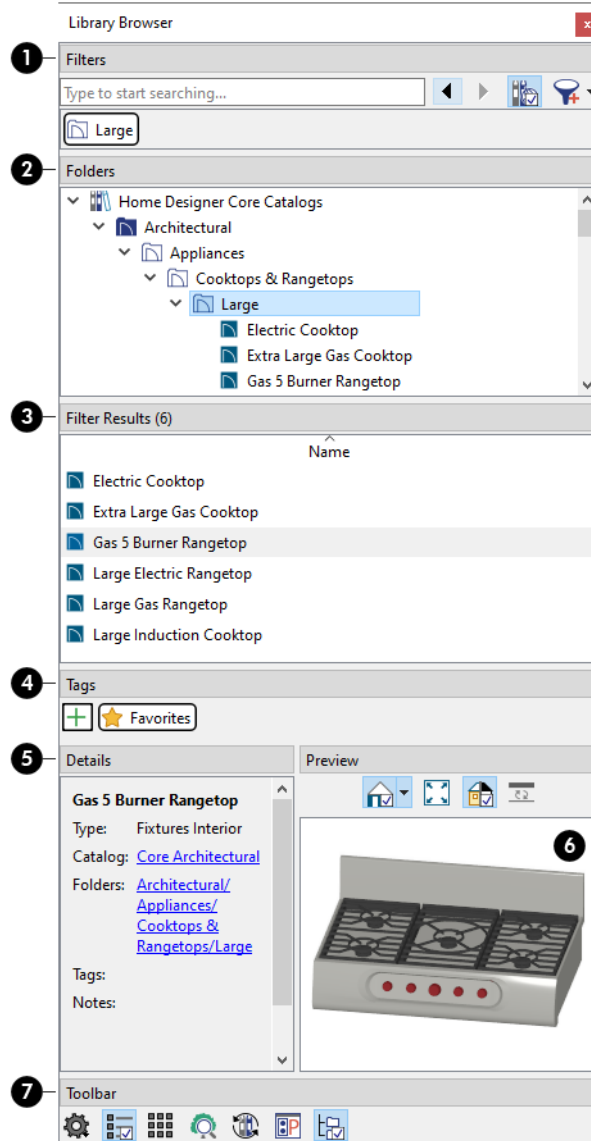 Library Browser
x
1
Filters
Type to start searching...
Large
2
Folders
Home Designer Core Catalogs
Architectural
Appliances
Cooktops & Rangetops
Large
Electric Cooktop
Extra Large Gas Cooktop
Gas 5 Burner Rangetop
3
Filter Results (6)
Name
Electric Cooktop
Extra Large Gas Cooktop
Gas 5 Burner Rangetop
Large Electric Rangetop
Large Gas Rangetop
Large Induction Cooktop
4
Tags
Favorites
5
Details
Gas 5 Burner Rangetop
Type: Fixtures Interior
Catalog: Core Architectural
Folders: Architectural/
Appliances/
Cooktops &
Rangetops/Large
Tags:
Notes:
Preview
6
7
Toolbar
P